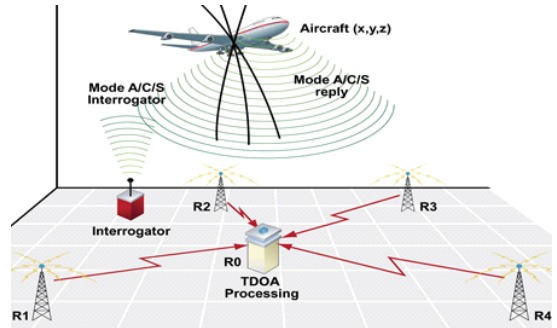 Aircraft (x,y,z)
Mode A/C/S
Interrogator
Mode A/C/S
reply
R2
R3
Interrogator
R0
TDOA
Processing
R1
R4